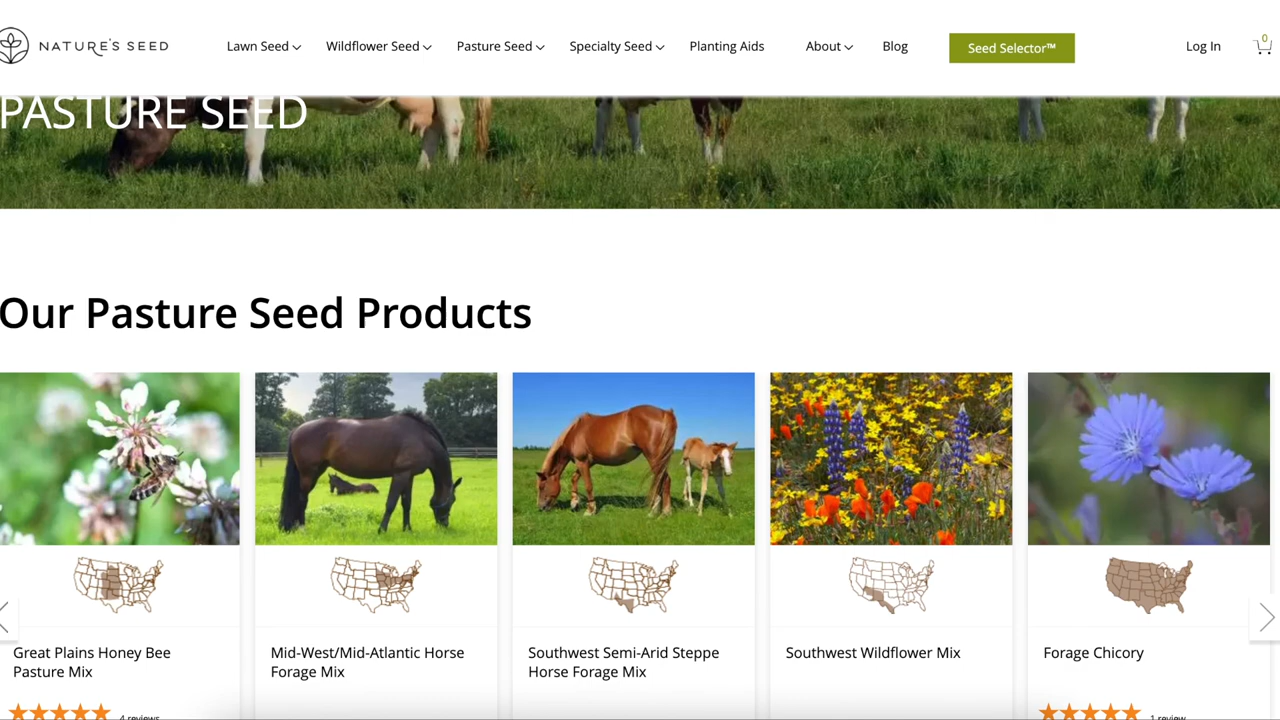 NATURE'S SEED
Lawn Seed
Wildflower Seed
Pasture Seed
Specialty Seed
Planting Aids
About
Blog
Seed Selector™
Log In
0
PASTURE SEED
Our Pasture Seed Products
Great Plains Honey Bee
Pasture Mix
Mid-West/Mid-Atlantic Horse
Forage Mix
Southwest Semi-Arid Steppe
Horse Forage Mix
Southwest Wildflower Mix
Forage Chicory
4 reviews
1 review